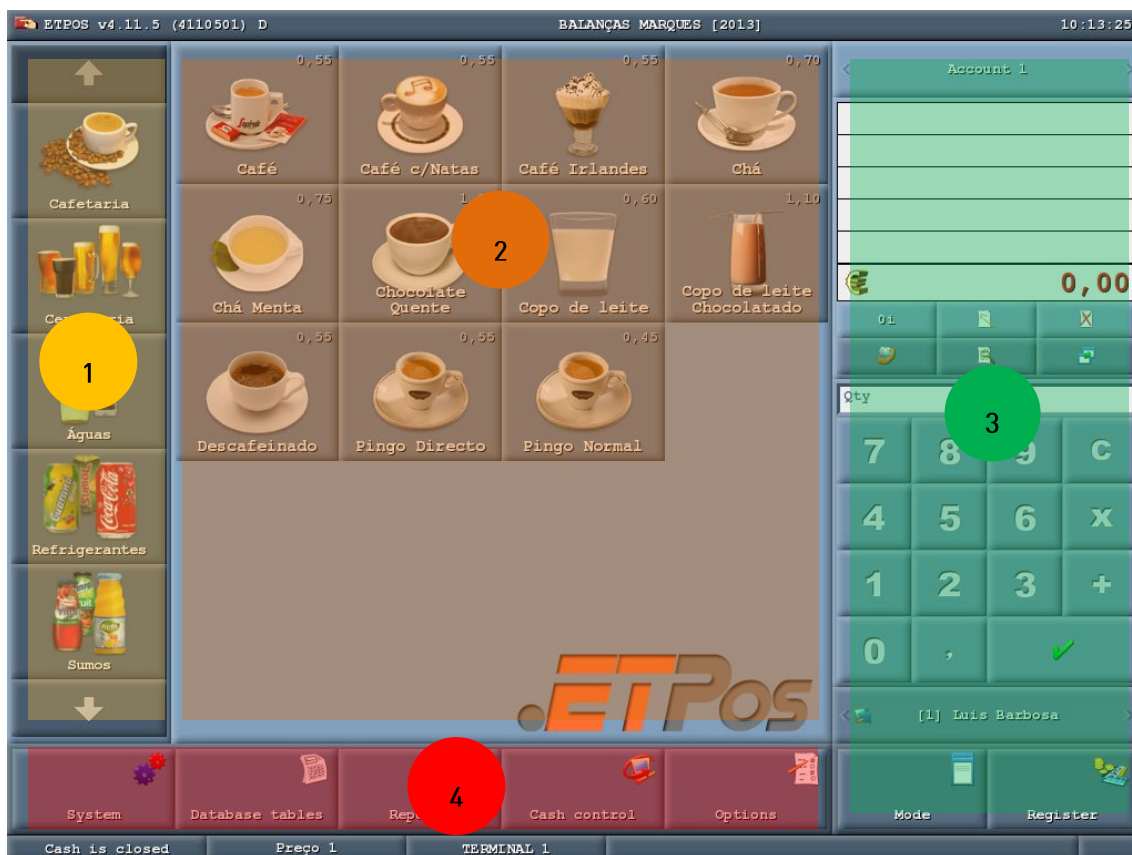 ETPOS v4.11.5 (4110501) D
BALANÇAS MARQUES [2013]
10:13:25
Cafetaria
1
Águas
Refrigerantes
Sumos
0,55
0,55
0,55
0,70
Café
Café c/Natas
Café Irlandes
Chá
0,75
0,60
1,10
2
Chá Menta
Chocolate
Quente
Copo de leite
Copo de leite
Chocolatado
0,55
0,55
0,45
Descafeinado
Pingo Directo
Pingo Normal
.ETPos
Account 1
€ 0,00
0i
Qty
3
7 8 9 C
4 5 6 X
1 2 3 +
0 ,
[1] Luis Barbosa
System
Database tables
4
Cash control
Options
Mode
Register
Cash is closed
Preço 1
TERMINAL 1